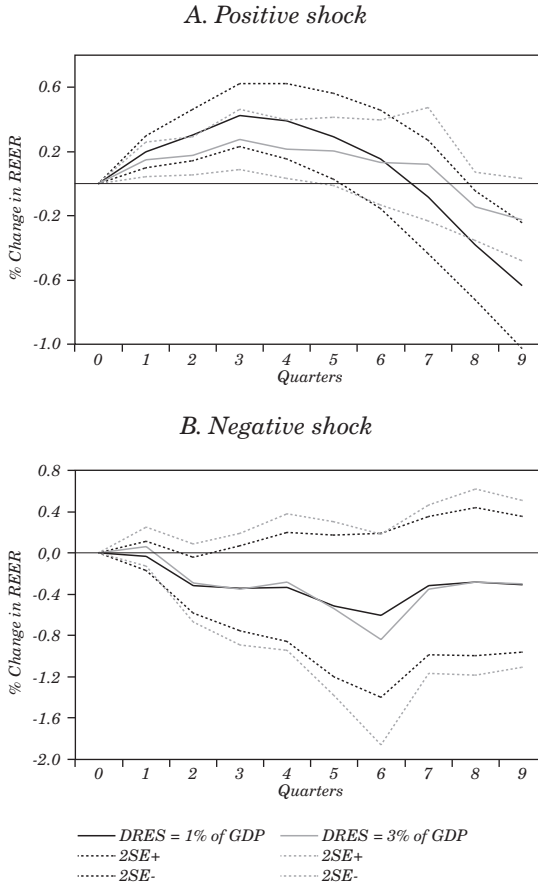 A. Positive shock
% Change in REER
0.6
0.2
-0.2
-0.6
-1.0
0 1 2 3 4 5 6 7 8 9
Quarters
B. Negative shock
% Change in REER
0.8
0.4
0,0
-0.4
-0.8
-1.2
-1.6
-2.0
0 1 2 3 4 5 6 7 8 9
Quarters
DRES = 1% of GDP DRES = 3% of GDP
2SE+ 2SE+
2SE- 2SE-